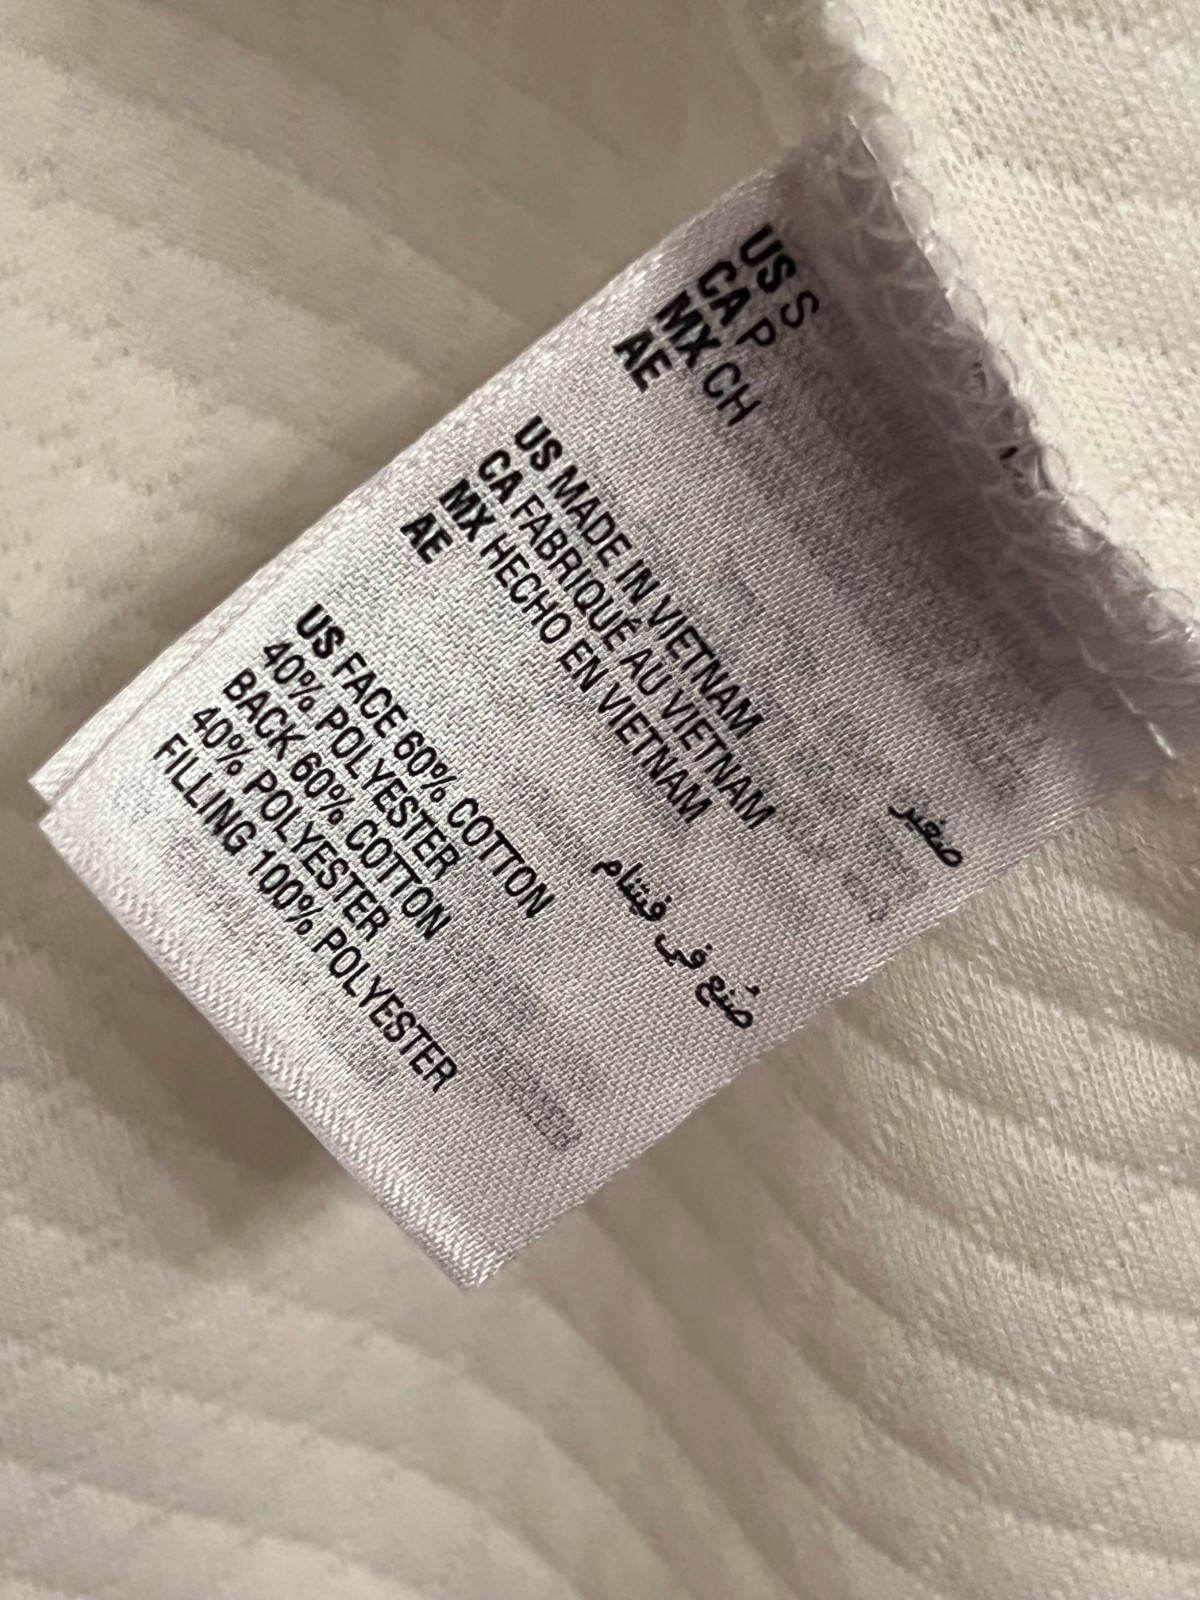 US S
CA P
MX CH
AE صغير
US MADE IN VIETNAM
CA FABRIQUÉ AU VIETNAM
MX HECHO EN VIETNAM
AE صُنع في فيتنام
US FACE 60% COTTON
40% POLYESTER
BACK 60% COTTON
40% POLYESTER
FILLING 100% POLYESTER